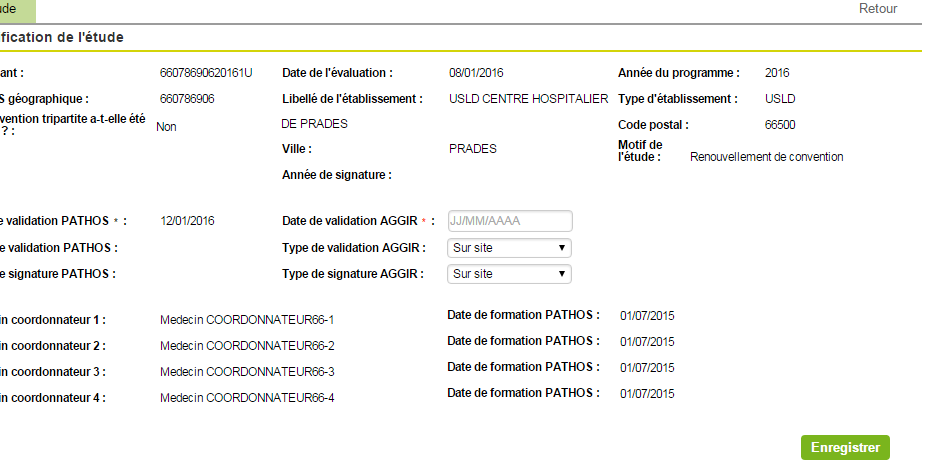 ude Retour
ification de l'étude
ant : 66078690620161U Date de l'évaluation : 08/01/2016 Année du programme : 2016
S géographique : 660786906 Libellé de l'établissement : USLD CENTRE HOSPITALIER Type d'établissement : USLD
vention tripartite a-t-elle été
? : Non DE PRADES Code postal : 66500
Ville : PRADES Motif de
l'étude : Renouvellement de convention
Année de signature :
e validation PATHOS * : 12/01/2016 Date de validation AGGIR * : JJ/MM/AAAA
e validation PATHOS : Type de validation AGGIR : Sur site
e signature PATHOS : Type de signature AGGIR : Sur site
in coordonnateur 1 : Medecin COORDONNATEUR66-1 Date de formation PATHOS : 01/07/2015
in coordonnateur 2 : Medecin COORDONNATEUR66-2 Date de formation PATHOS : 01/07/2015
in coordonnateur 3 : Medecin COORDONNATEUR66-3 Date de formation PATHOS : 01/07/2015
in coordonnateur 4 : Medecin COORDONNATEUR66-4 Date de formation PATHOS : 01/07/2015
Enregistrer